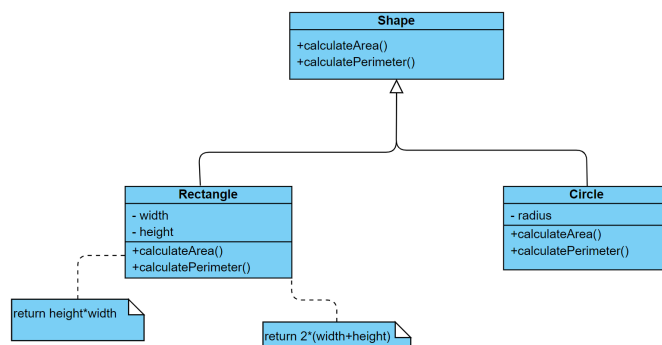 Shape
+calculateArea()
+calculatePerimeter()
Rectangle
- width
- height
+calculateArea()
+calculatePerimeter()
Circle
- radius
+calculateArea()
+calculatePerimeter()
return height*width
return 2*(width+height)